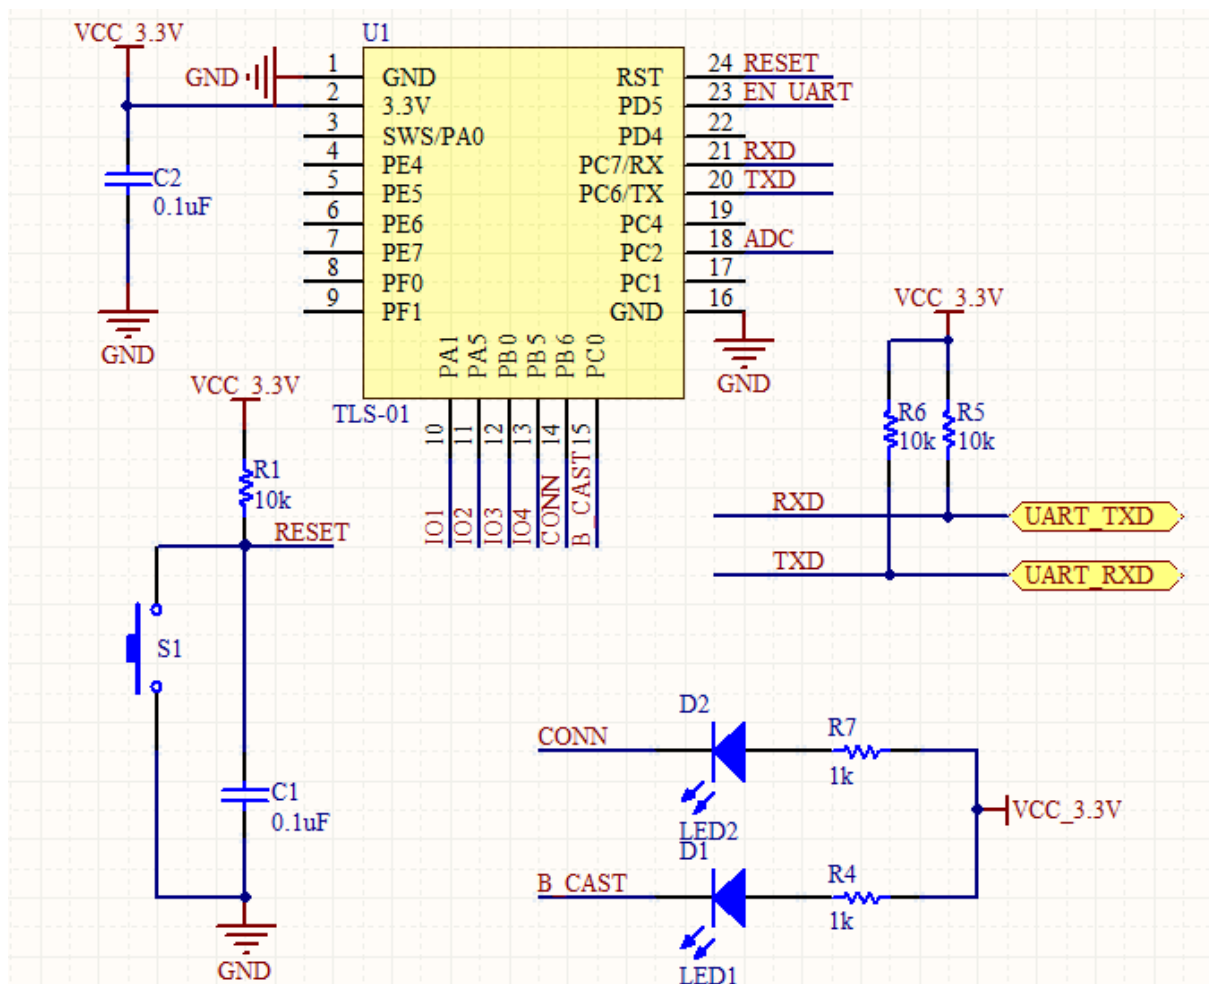 VCC_3.3V
U1
GND
1 GND
2 3.3V
3 SWS/PA0
4 PE4
5 PE5
6 PE6
7 PE7
8 PF0
9 PF1
RST 24 RESET
PD5 23 EN_UART
PD4 22
PC7/RX 21 RXD
PC6/TX 20 TXD
PC4 19
PC2 18 ADC
PC1 17
GND 16
C2
0.1uF
GND
PA1
PA5
PB0
PB5
PB6
PC0
GND
TLS-01
10
11
12
13
14
15
IO1
IO2
IO3
IO4
CONN
B_CAST
VCC_3.3V
R1
10k
RESET
S1
C1
0.1uF
GND
VCC_3.3V
R6
10k
R5
10k
RXD
UART_TXD
TXD
UART_RXD
D2
CONN
R7
1k
LED2
VCC_3.3V
D1
B_CAST
R4
1k
LED1